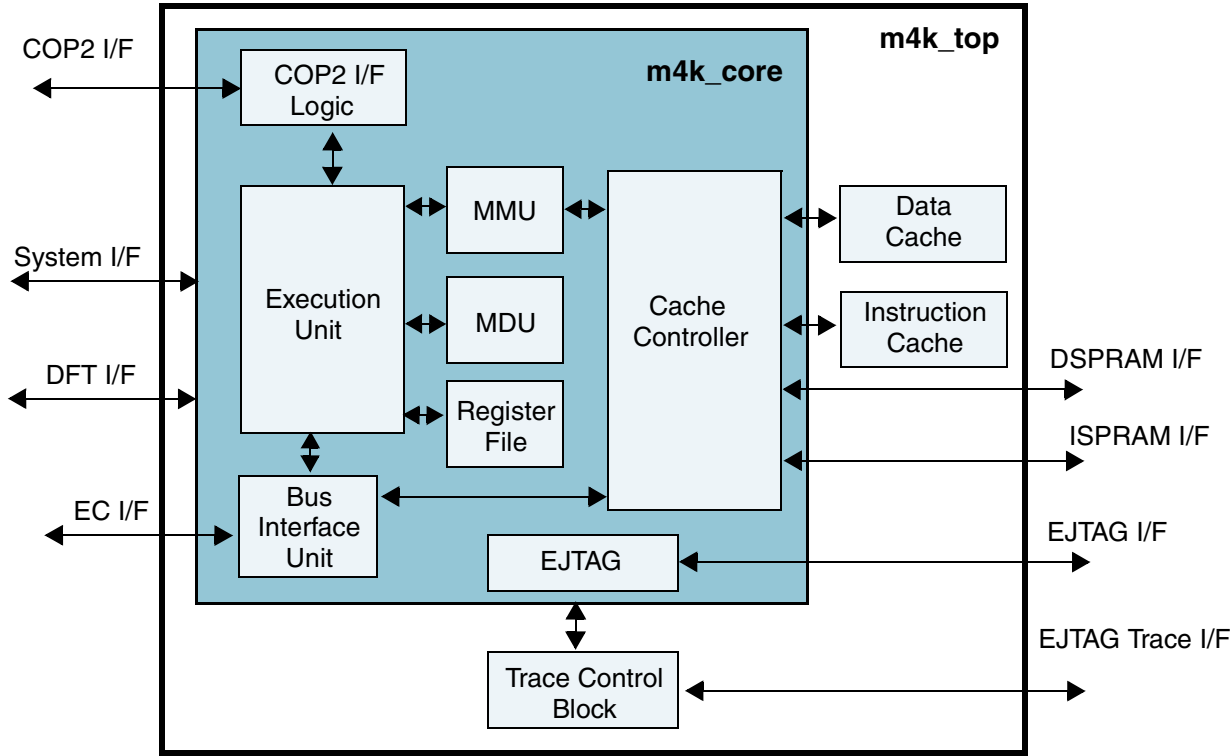 COP2 I/F
COP2 I/F
Logic
m4k_core
m4k_top
MMU
Data
Cache
System I/F
Execution
Unit
MDU
Cache
Controller
Instruction
Cache
DFT I/F
Register
File
DSPRAM I/F
ISPRAM I/F
EC I/F
Bus
Interface
Unit
EJTAG
EJTAG I/F
Trace Control
Block
EJTAG Trace I/F